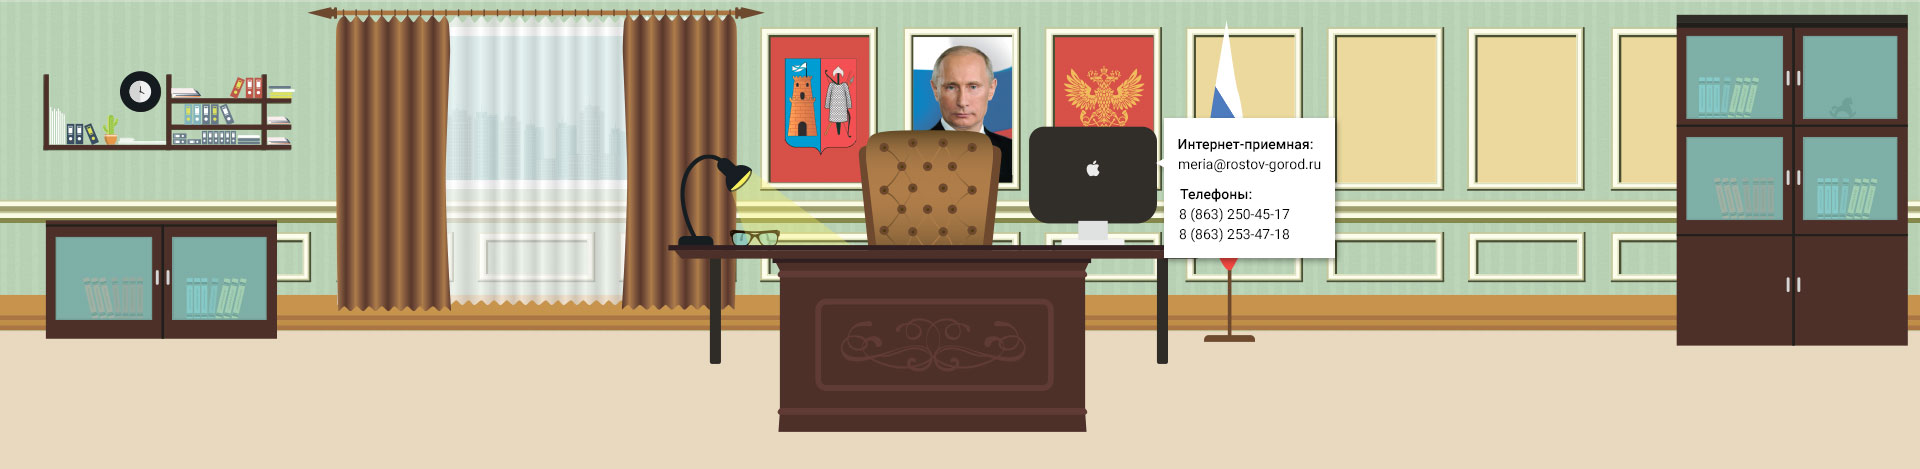 Интернет-приемная:
meria@rostov-gorod.ru
Телефоны:
8 (863) 250-45-17
8 (863) 253-47-18